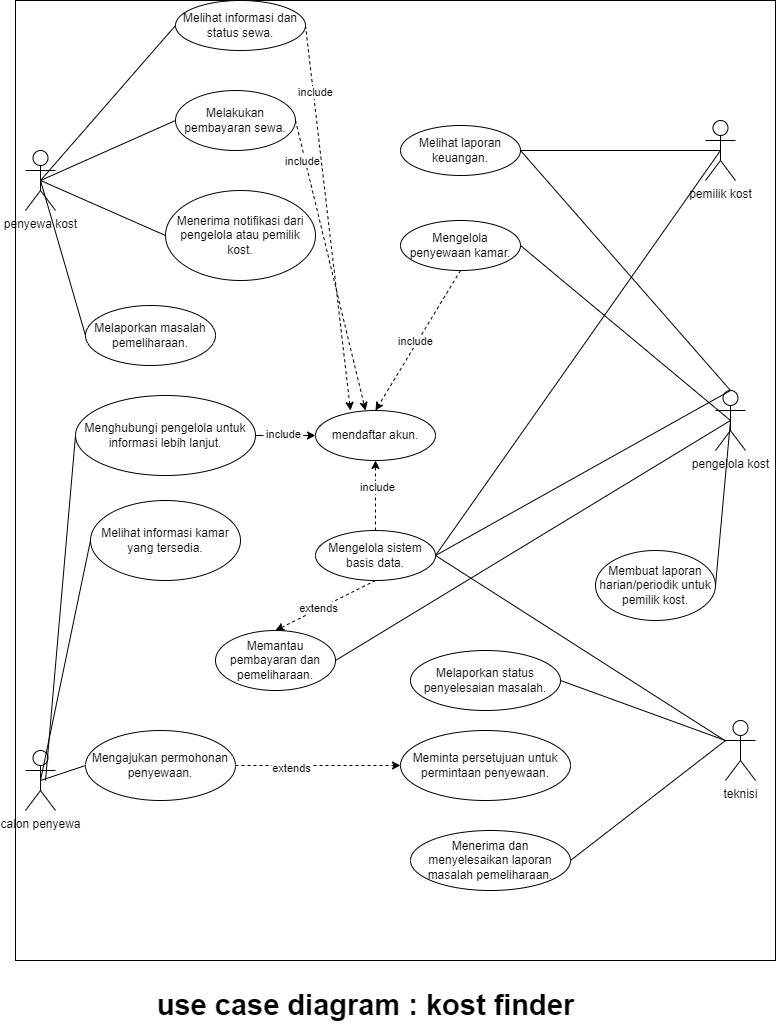 Melihat informasi dan
status sewa.
include
Melakukan
pembayaran sewa.
include
Melihat laporan
keuangan.
pemilik kost
penyewa kost
Menerima notifikasi dari
pengelola atau pemilik
kost.
Mengelola
penyewaan kamar.
include
Melaporkan masalah
pemeliharaan.
Menghubungi pengelola untuk
informasi lebih lanjut.
include
mendaftar akun.
pengelola kost
include
Melihat informasi kamar
yang tersedia.
Mengelola sistem
basis data.
Membuat laporan
harian/periodik untuk
pemilik kost.
extends
Memantau
pembayaran dan
pemeliharaan.
Melaporkan status
penyelesaian masalah.
Mengajukan permohonan
penyewaan.
extends
Meminta persetujuan untuk
permintaan penyewaan.
teknisi
calon penyewa
Menerima dan
menyelesaikan laporan
masalah pemeliharaan.
use case diagram : kost finder